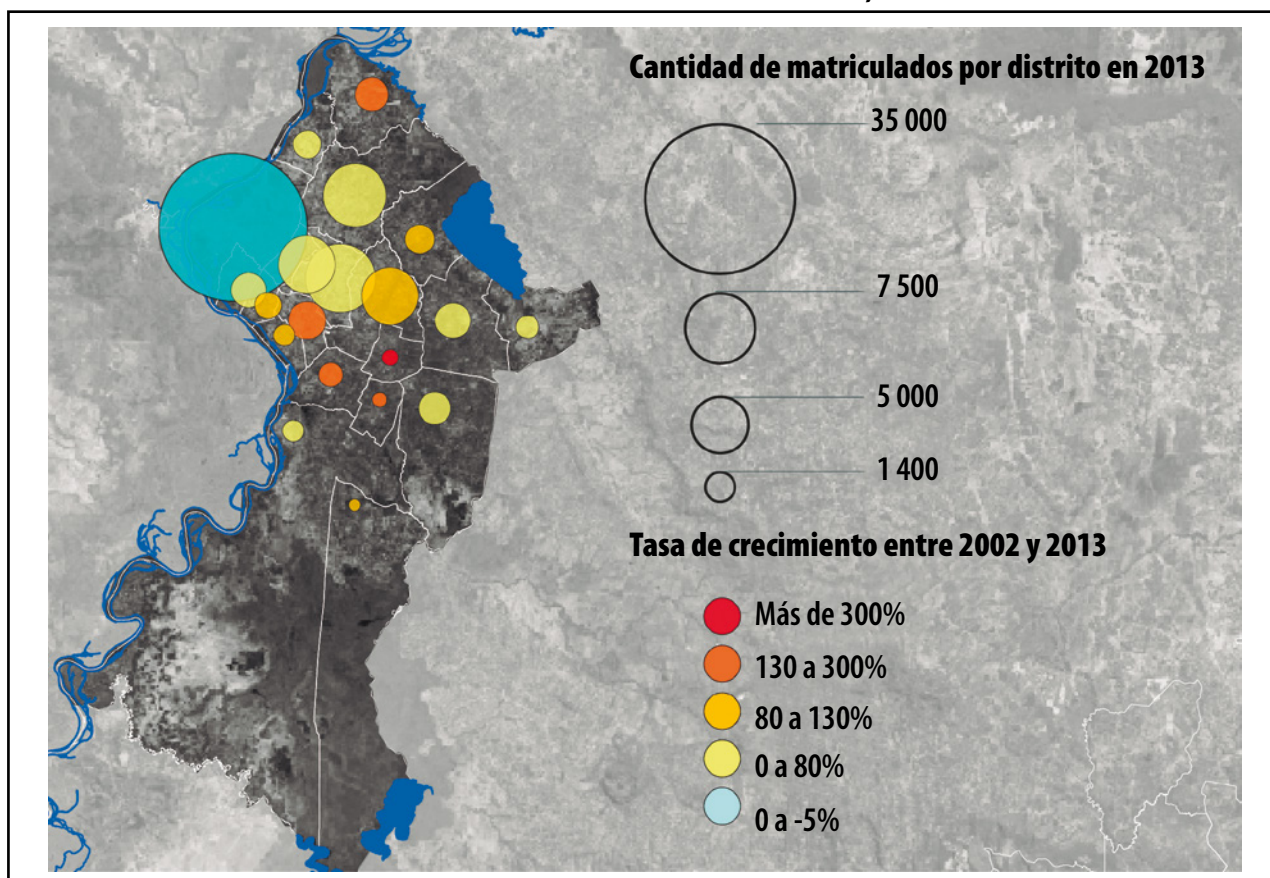 Cantidad de matriculados por distrito en 2013
35 000
7 500
5 000
1 400
Tasa de crecimiento entre 2002 y 2013
Más de 300%
130 a 300%
80 a 130%
0 a 80%
0 a -5%